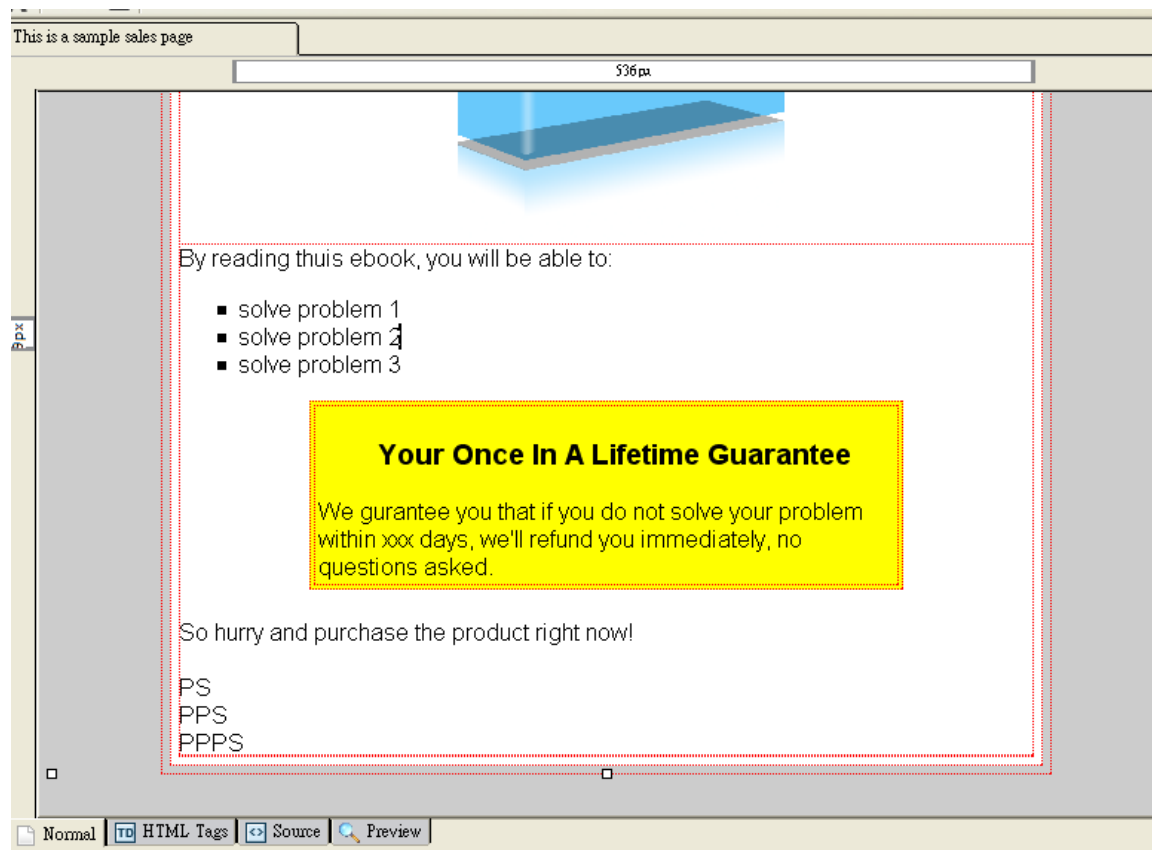 This is a sample sales page
536px
By reading thuis ebook, you will be able to:
solve problem 1
solve problem 2
solve problem 3
Your Once In A Lifetime Guarantee
We gurantee you that if you do not solve your problem
within xxx days, we'll refund you immediately, no
questions asked.
So hurry and purchase the product right now!
PS
PPS
PPPS
Normal TD HTML Tags Source Preview